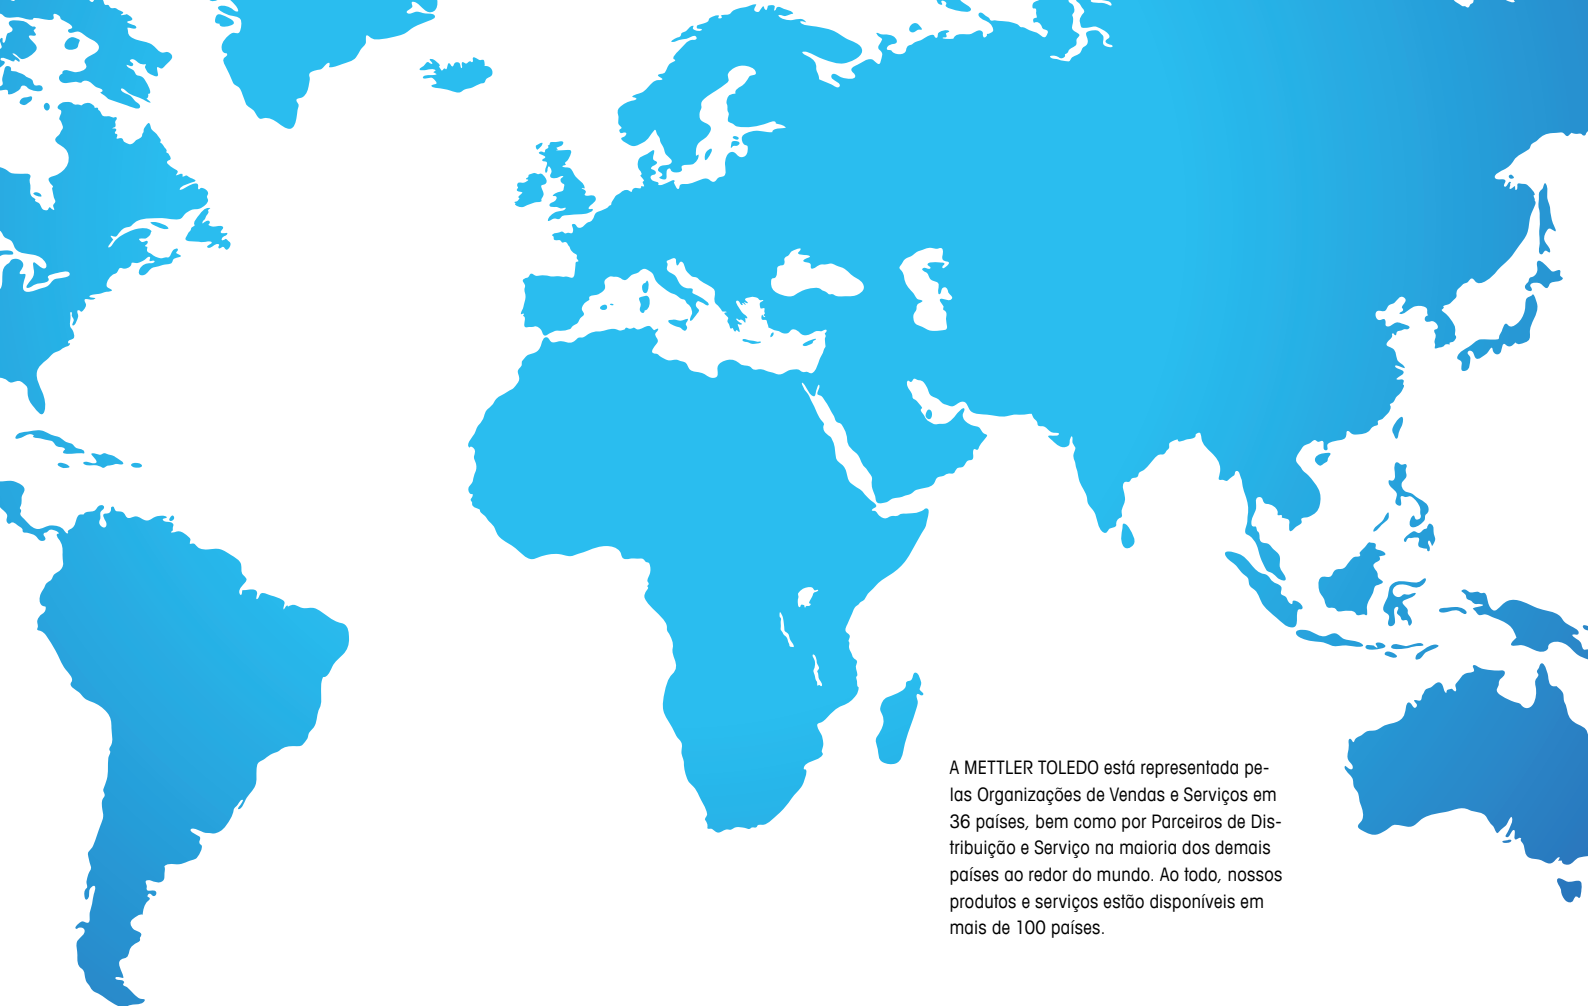 A METTLER TOLEDO está representada pe-
las Organizações de Vendas e Serviços em
36 países, bem como por Parceiros de Dis-
tribuição e Serviço na maioria dos demais
países ao redor do mundo. Ao todo, nossos
produtos e serviços estão disponíveis em
mais de 100 países.